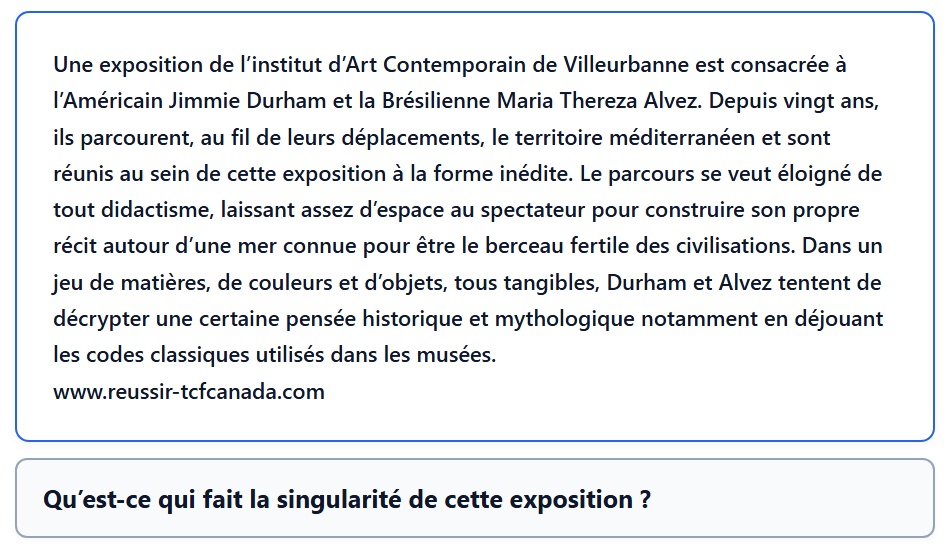 Une exposition de l’institut d’Art Contemporain de Villeurbanne est consacrée à
l’Américain Jimmie Durham et la Brésilienne Maria Thereza Alvez. Depuis vingt ans,
ils parcourent, au fil de leurs déplacements, le territoire méditerranéen et sont
réunis au sein de cette exposition à la forme inédite. Le parcours se veut éloigné de
tout didactisme, laissant assez d’espace au spectateur pour construire son propre
récit autour d’une mer connue pour être le berceau fertile des civilisations. Dans un
jeu de matières, de couleurs et d’objets, tous tangibles, Durham et Alvez tentent de
décrypter une certaine pensée historique et mythologique notamment en déjouant
les codes classiques utilisés dans les musées.
www.reussir-tcfcanada.com
Qu’est-ce qui fait la singularité de cette exposition ?